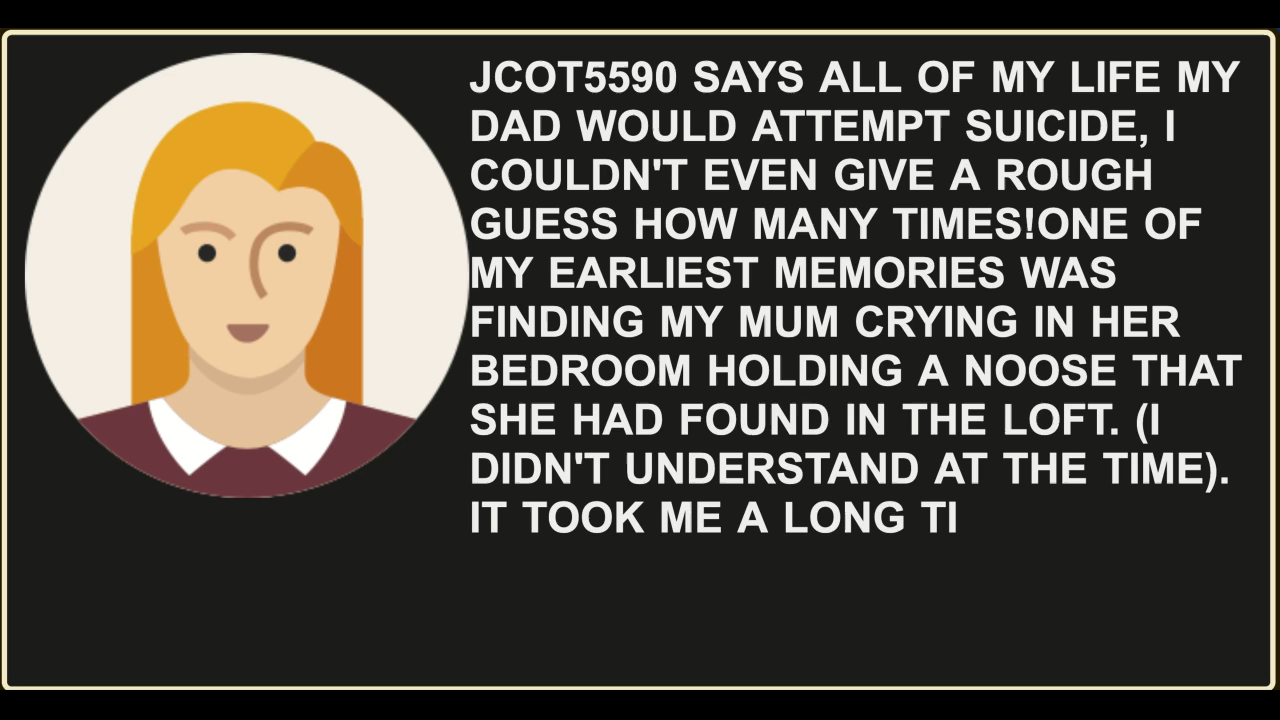 JCOT5590 SAYS ALL OF MY LIFE MY
DAD WOULD ATTEMPT SUICIDE, I
COULDN'T EVEN GIVE A ROUGH
GUESS HOW MANY TIMES!ONE OF
MY EARLIEST MEMORIES WAS
FINDING MY MUM CRYING IN HER
BEDROOM HOLDING A NOOSE THAT
SHE HAD FOUND IN THE LOFT. (I
DIDN'T UNDERSTAND AT THE TIME).
IT TOOK ME A LONG TI